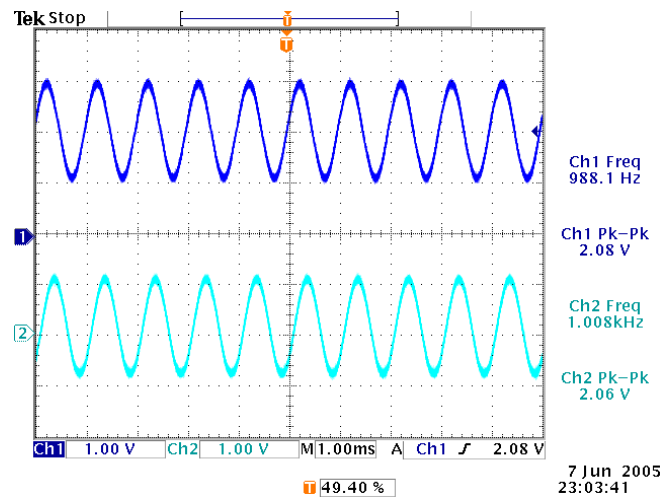 Tek Stop
T
T
Ch1 Freq
988.1 Hz
1
Ch1 Pk-Pk
2.08 V
Ch2 Freq
1.008kHz
2
Ch2 Pk-Pk
2.06 V
Ch1 1.00 V Ch2 1.00 V M 1.00ms A Ch1 ʃ 2.08 V
T 49.40 %
7 Jun 2005
23:03:41